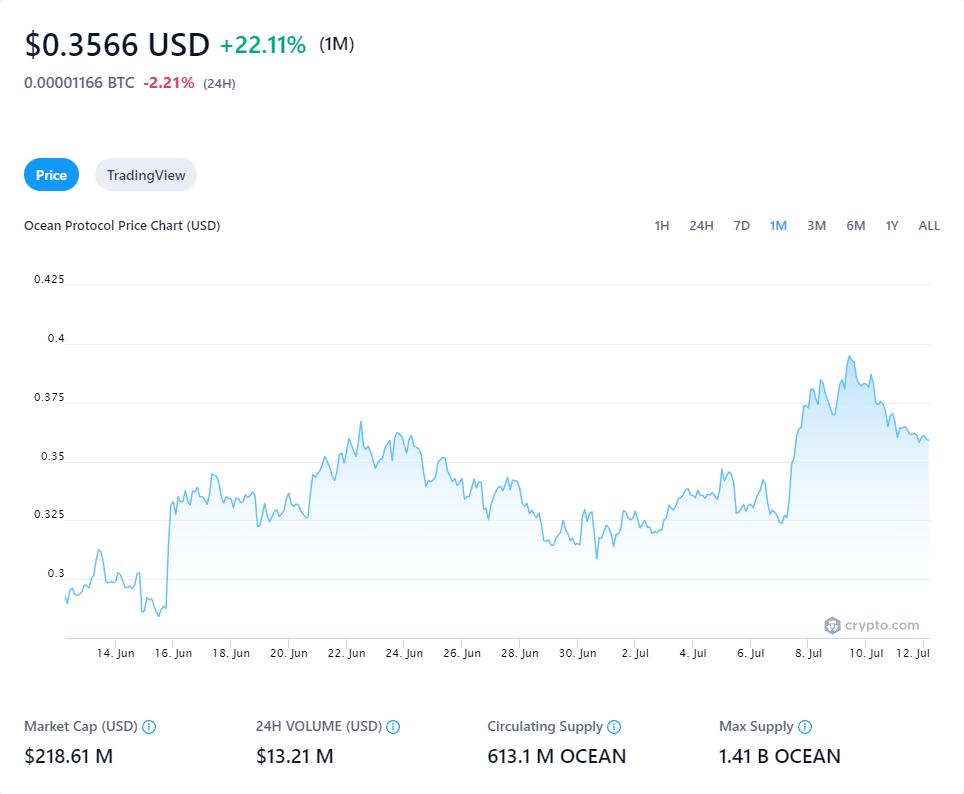 $0.3566 USD +22.11% (1M)
0.00001166 BTC -2.21% (24H)
Price TradingView
Ocean Protocol Price Chart (USD) 1H 24H 7D 1M 3M 6M 1Y ALL
0.425
0.4
0.375
0.35
0.325
0.3
crypto.com
14. Jun 16. Jun 18. Jun 20. Jun 22. Jun 24. Jun 26. Jun 28. Jun 30. Jun 2. Jul 4. Jul 6. Jul 8. Jul 10. Jul 12. Jul
Market Cap (USD) 24H VOLUME (USD) Circulating Supply Max Supply
$218.61 M $13.21 M 613.1 M OCEAN 1.41 B OCEAN